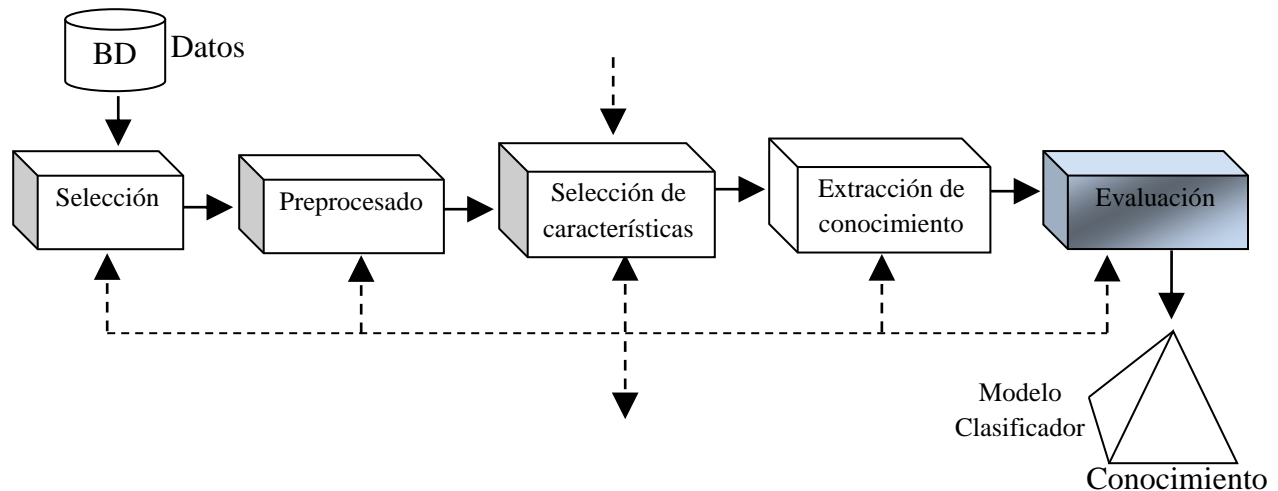 BD
Datos
Selección
Preprocesado
Selección de
características
Extracción de
conocimiento
Evaluación
Modelo
Clasificador
Conocimiento